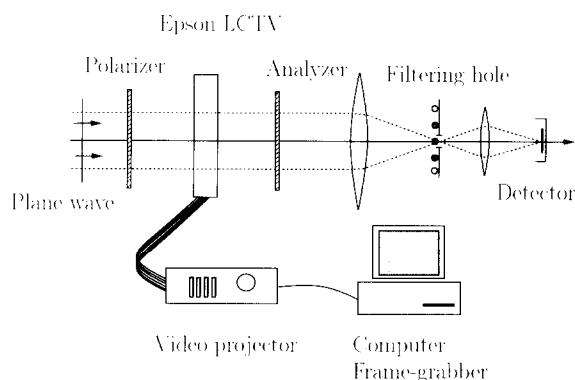 Epson LCTV
Polarizer
Analyzer
Filtering hole
Plane wave
Detector
Video projector
Computer
Frame-grabber